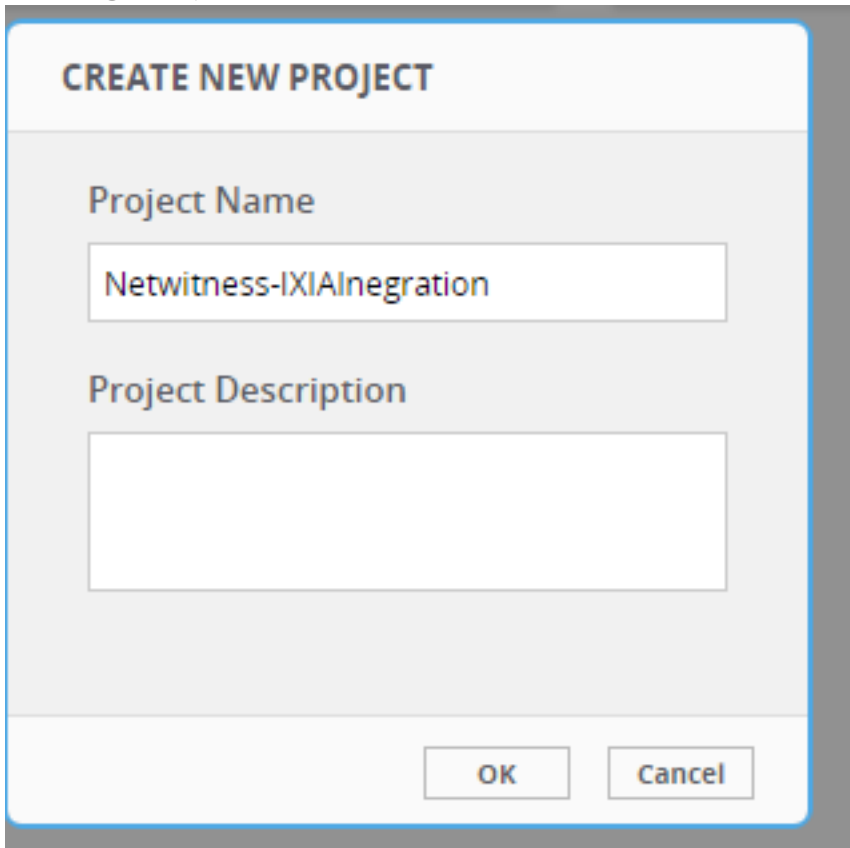 CREATE NEW PROJECT
Project Name
Netwitness-IXIAInegration
Project Description
OK
Cancel